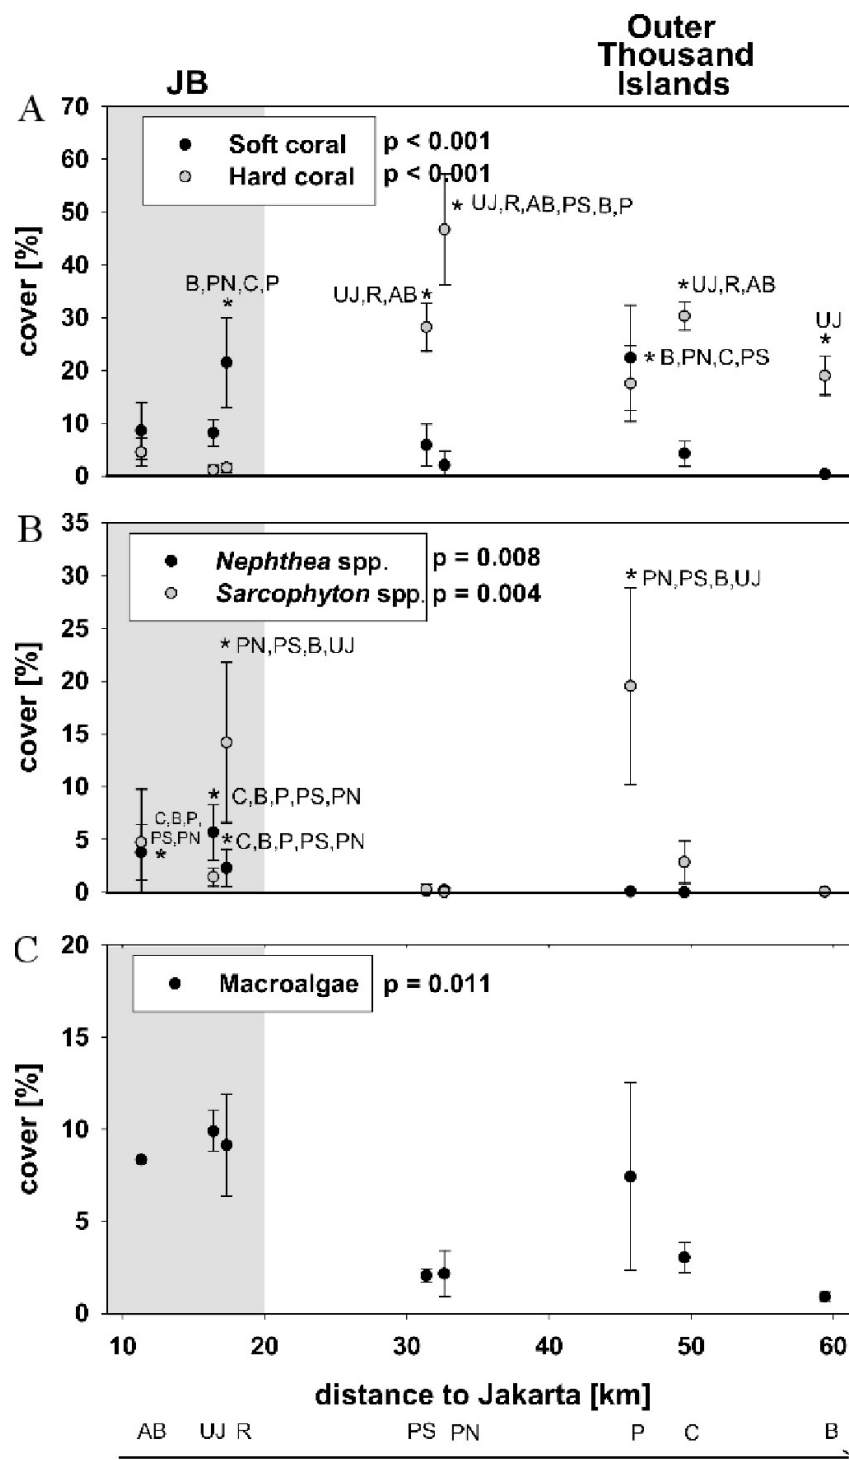 Outer
Thousand
Islands
JB
A
70
60
50
40
30
20
10
0
cover [%]
Soft coral p < 0.001
Hard coral p < 0.001
* UJ,R,AB,PS,B,P
B,PN,C,P
*
UJ,R,AB *
* UJ,R,AB
UJ
*
* B,PN,C,PS
B
35
30
25
20
15
10
5
0
cover [%]
Nephthea spp. p = 0.008
Sarcophyton spp. p = 0.004
* PN,PS,B,UJ
* PN,PS,B,UJ
* C,B,P,PS,PN
C,B,P,
PS,PN
*
* C,B,P,PS,PN
C
20
15
10
5
0
cover [%]
Macroalgae p = 0.011
10 20 30 40 50 60
distance to Jakarta [km]
AB UJ R PS PN P C B